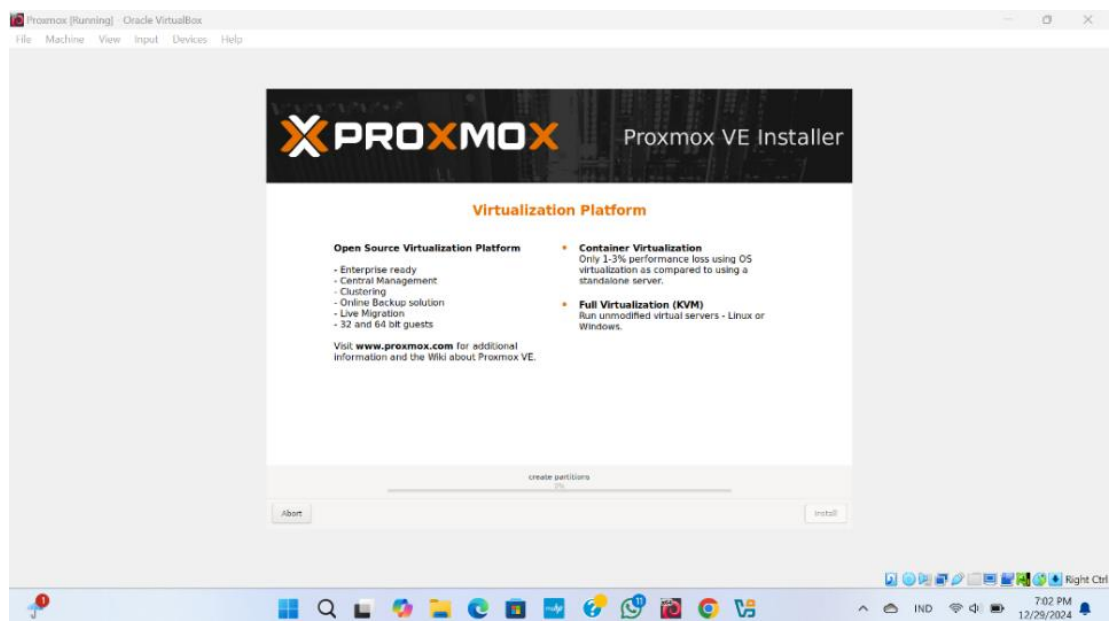 Proxmox [Running] - Oracle VirtualBox
File Machine View Input Devices Help
PROXMOX
Proxmox VE Installer
Virtualization Platform
Open Source Virtualization Platform
- Enterprise ready
- Central Management
- Clustering
- Online Backup solution
- Live Migration
- 32 and 64 bit guests
Visit www.proxmox.com for additional
information and the Wiki about Proxmox VE.
Container Virtualization
Only 1-3% performance loss using OS
virtualization as compared to using a
standalone server.
Full Virtualization (KVM)
Run unmodified virtual servers - Linux or
Windows.
create partitions
0%
Abort
Install
Right Ctrl
IND
7:02 PM
12/29/2024